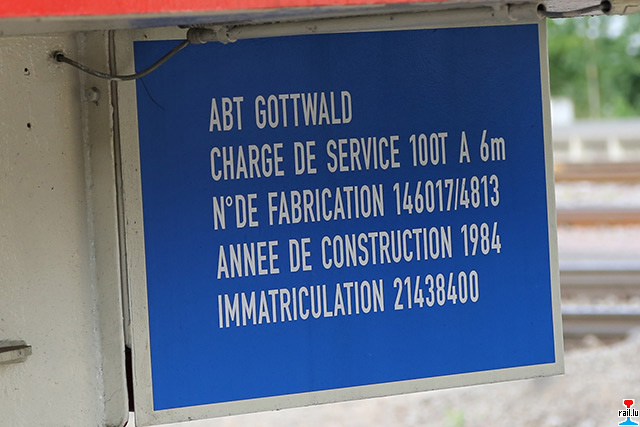 ABT GOTTWALD
CHARGE DE SERVICE 100T A 6m
N°DE FABRICATION 146017/4813
ANNEE DE CONSTRUCTION 1984
IMMATRICULATION 21438400
rail.lu